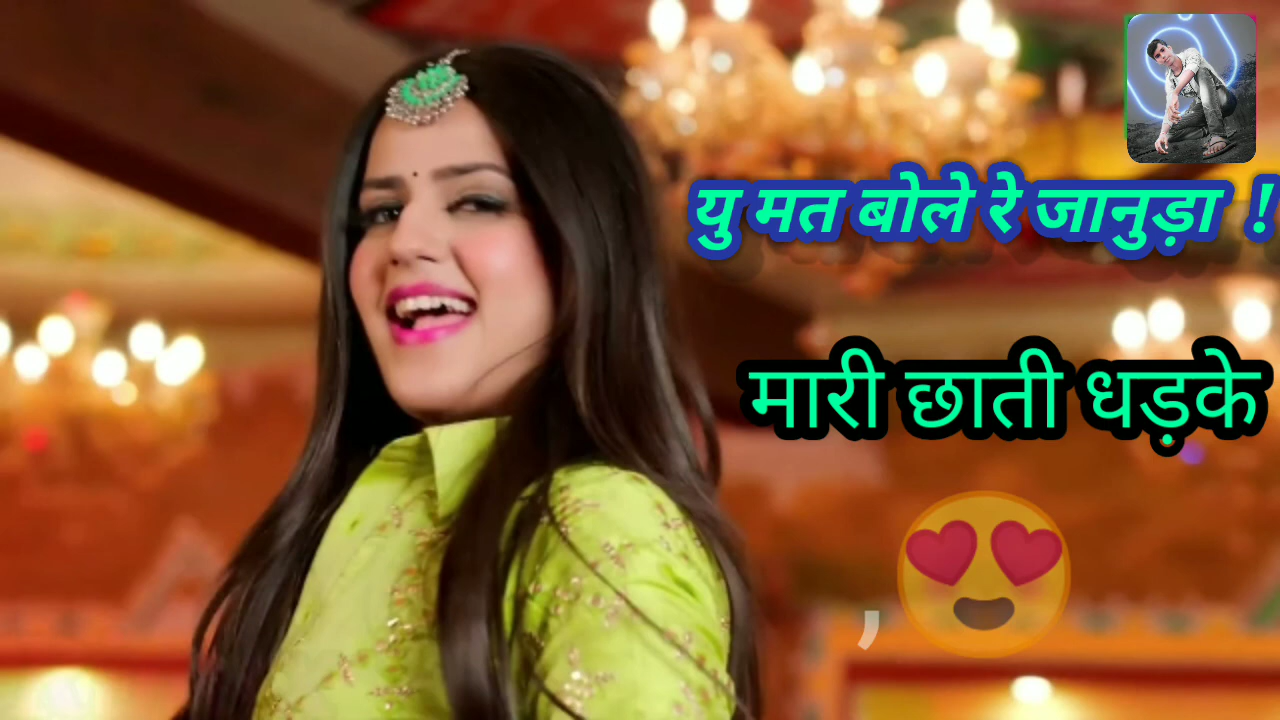 यु मत बोले रे जानुड़ा !
मारी छाती धड़के
,